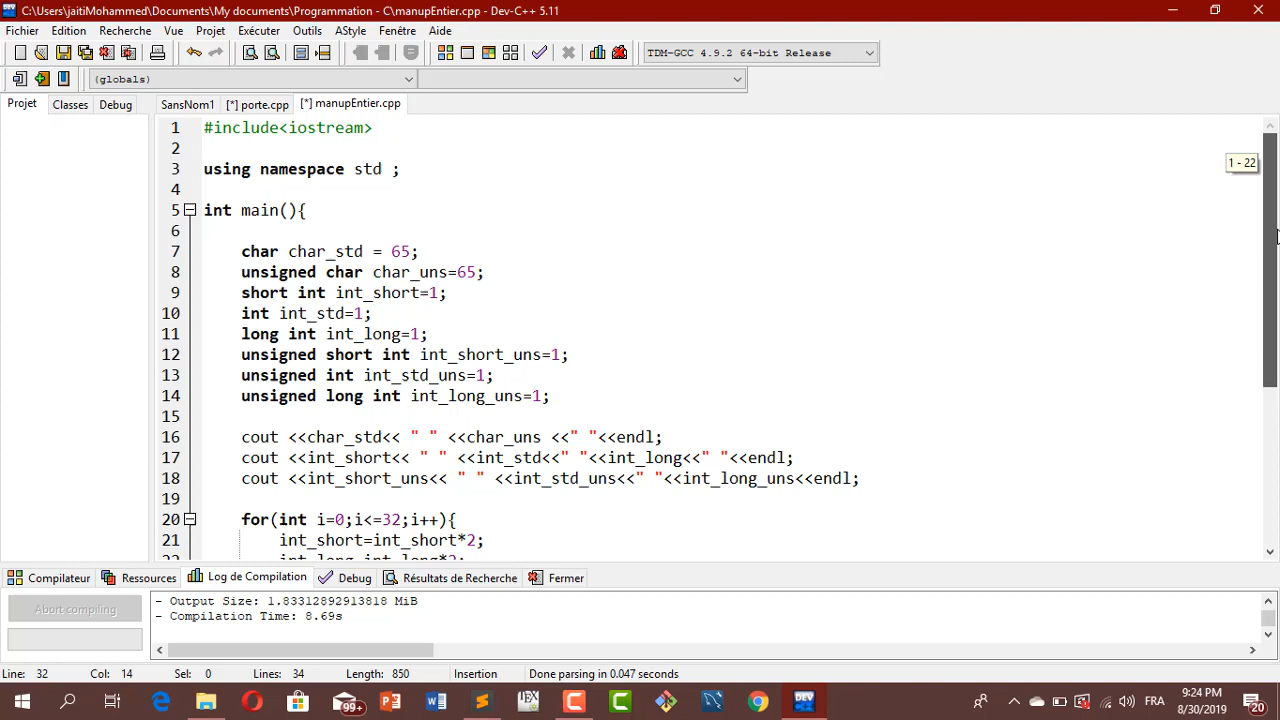 C:\Users\jaitiMohammed\Documents\My documents\Programmation - C\manupEntier.cpp - Dev-C++ 5.11
Fichier Edition Recherche Vue Projet Exécuter Outils AStyle Fenêtre Aide
TDM-GCC 4.9.2 64-bit Release
(globals)
Projet Classes Debug SansNom1 [*] porte.cpp [*] manupEntier.cpp
1 #include<iostream>
2
3 using namespace std ;
4
5 int main(){
6
7 char char_std = 65;
8 unsigned char char_uns=65;
9 short int int_short=1;
10 int int_std=1;
11 long int int_long=1;
12 unsigned short int int_short_uns=1;
13 unsigned int int_std_uns=1;
14 unsigned long int int_long_uns=1;
15
16 cout <<char_std<< " " <<char_uns <<" "<<endl;
17 cout <<int_short<< " " <<int_std<<" "<<int_long<<" "<<endl;
18 cout <<int_short_uns<< " " <<int_std_uns<<" "<<int_long_uns<<endl;
19
20 for(int i=0;i<=32;i++){
21 int_short=int_short*2;
1 - 22
Compilateur Ressources Log de Compilation Debug Résultats de Recherche Fermer
Abort compiling
- Output Size: 1.83312892913818 MiB
- Compilation Time: 8.69s
Line: 32 Col: 14 Sel: 0 Lines: 34 Length: 850 Insertion Done parsing in 0.047 seconds
99+
DEV
FRA
9:24 PM
8/30/2019
20